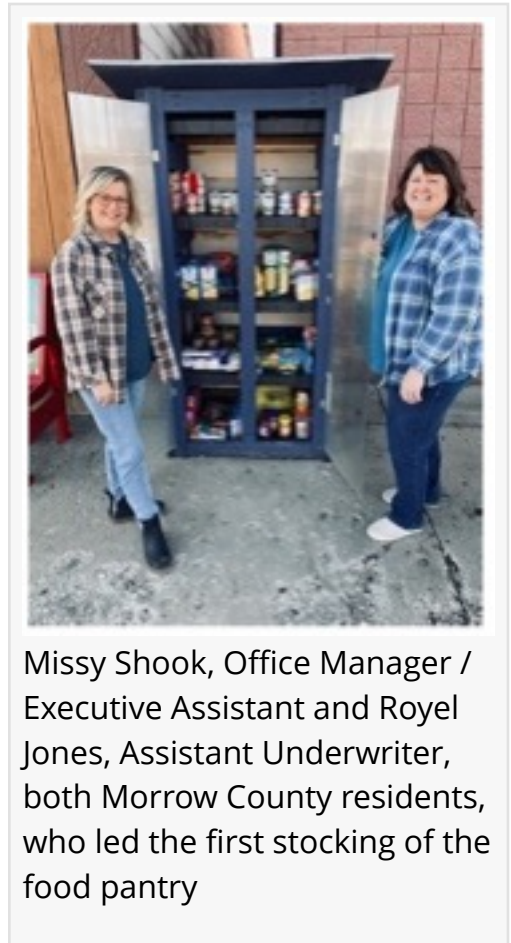 Missy Shook, Office Manager /
Executive Assistant and Royel
Jones, Assistant Underwriter,
both Morrow County residents,
who led the first stocking of the
food pantry